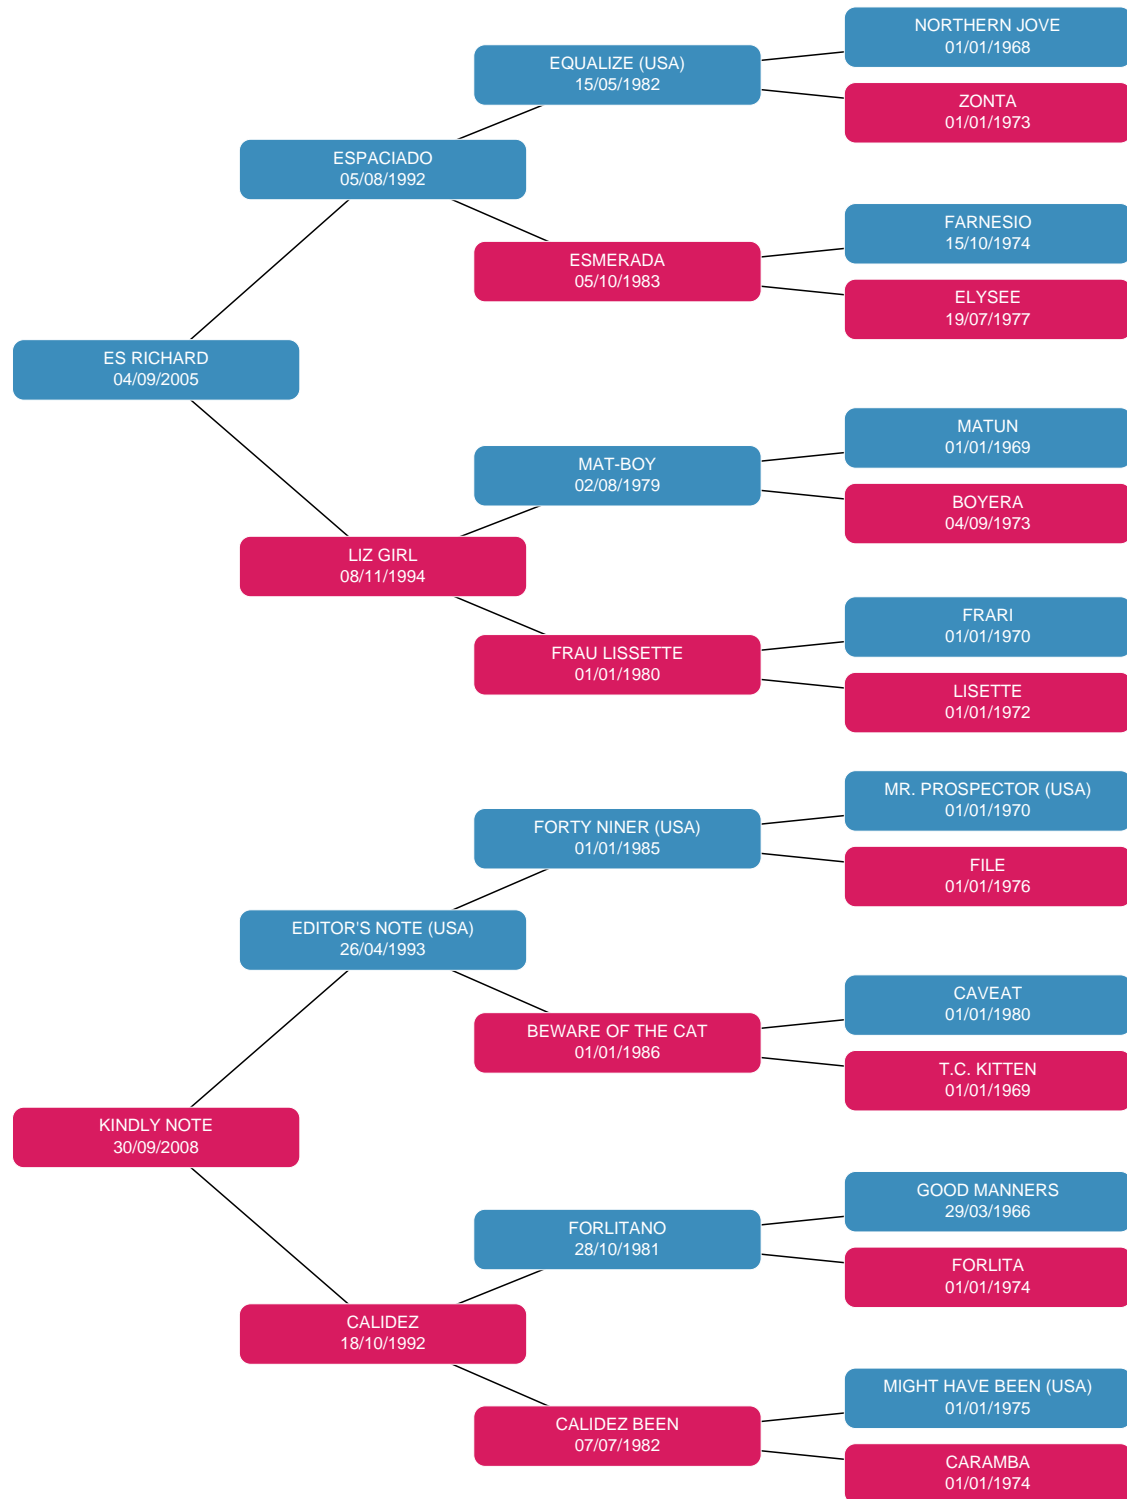 NORTHERN JOVE
01/01/1968
EQUALIZE (USA)
15/05/1982
ZONTA
01/01/1973
ESPACIADO
05/08/1992
FARNESIO
15/10/1974
ESMERADA
05/10/1983
ELYSEE
19/07/1977
ES RICHARD
04/09/2005
MATUN
01/01/1969
MAT-BOY
02/08/1979
BOYERA
04/09/1973
LIZ GIRL
08/11/1994
FRARI
01/01/1970
FRAU LISSETTE
01/01/1980
LISETTE
01/01/1972
MR. PROSPECTOR (USA)
01/01/1970
FORTY NINER (USA)
01/01/1985
FILE
01/01/1976
EDITOR'S NOTE (USA)
26/04/1993
CAVEAT
01/01/1980
BEWARE OF THE CAT
01/01/1986
T.C. KITTEN
01/01/1969
KINDLY NOTE
30/09/2008
GOOD MANNERS
29/03/1966
FORLITANO
28/10/1981
FORLITA
01/01/1974
CALIDEZ
18/10/1992
MIGHT HAVE BEEN (USA)
01/01/1975
CALIDEZ BEEN
07/07/1982
CARAMBA
01/01/1974